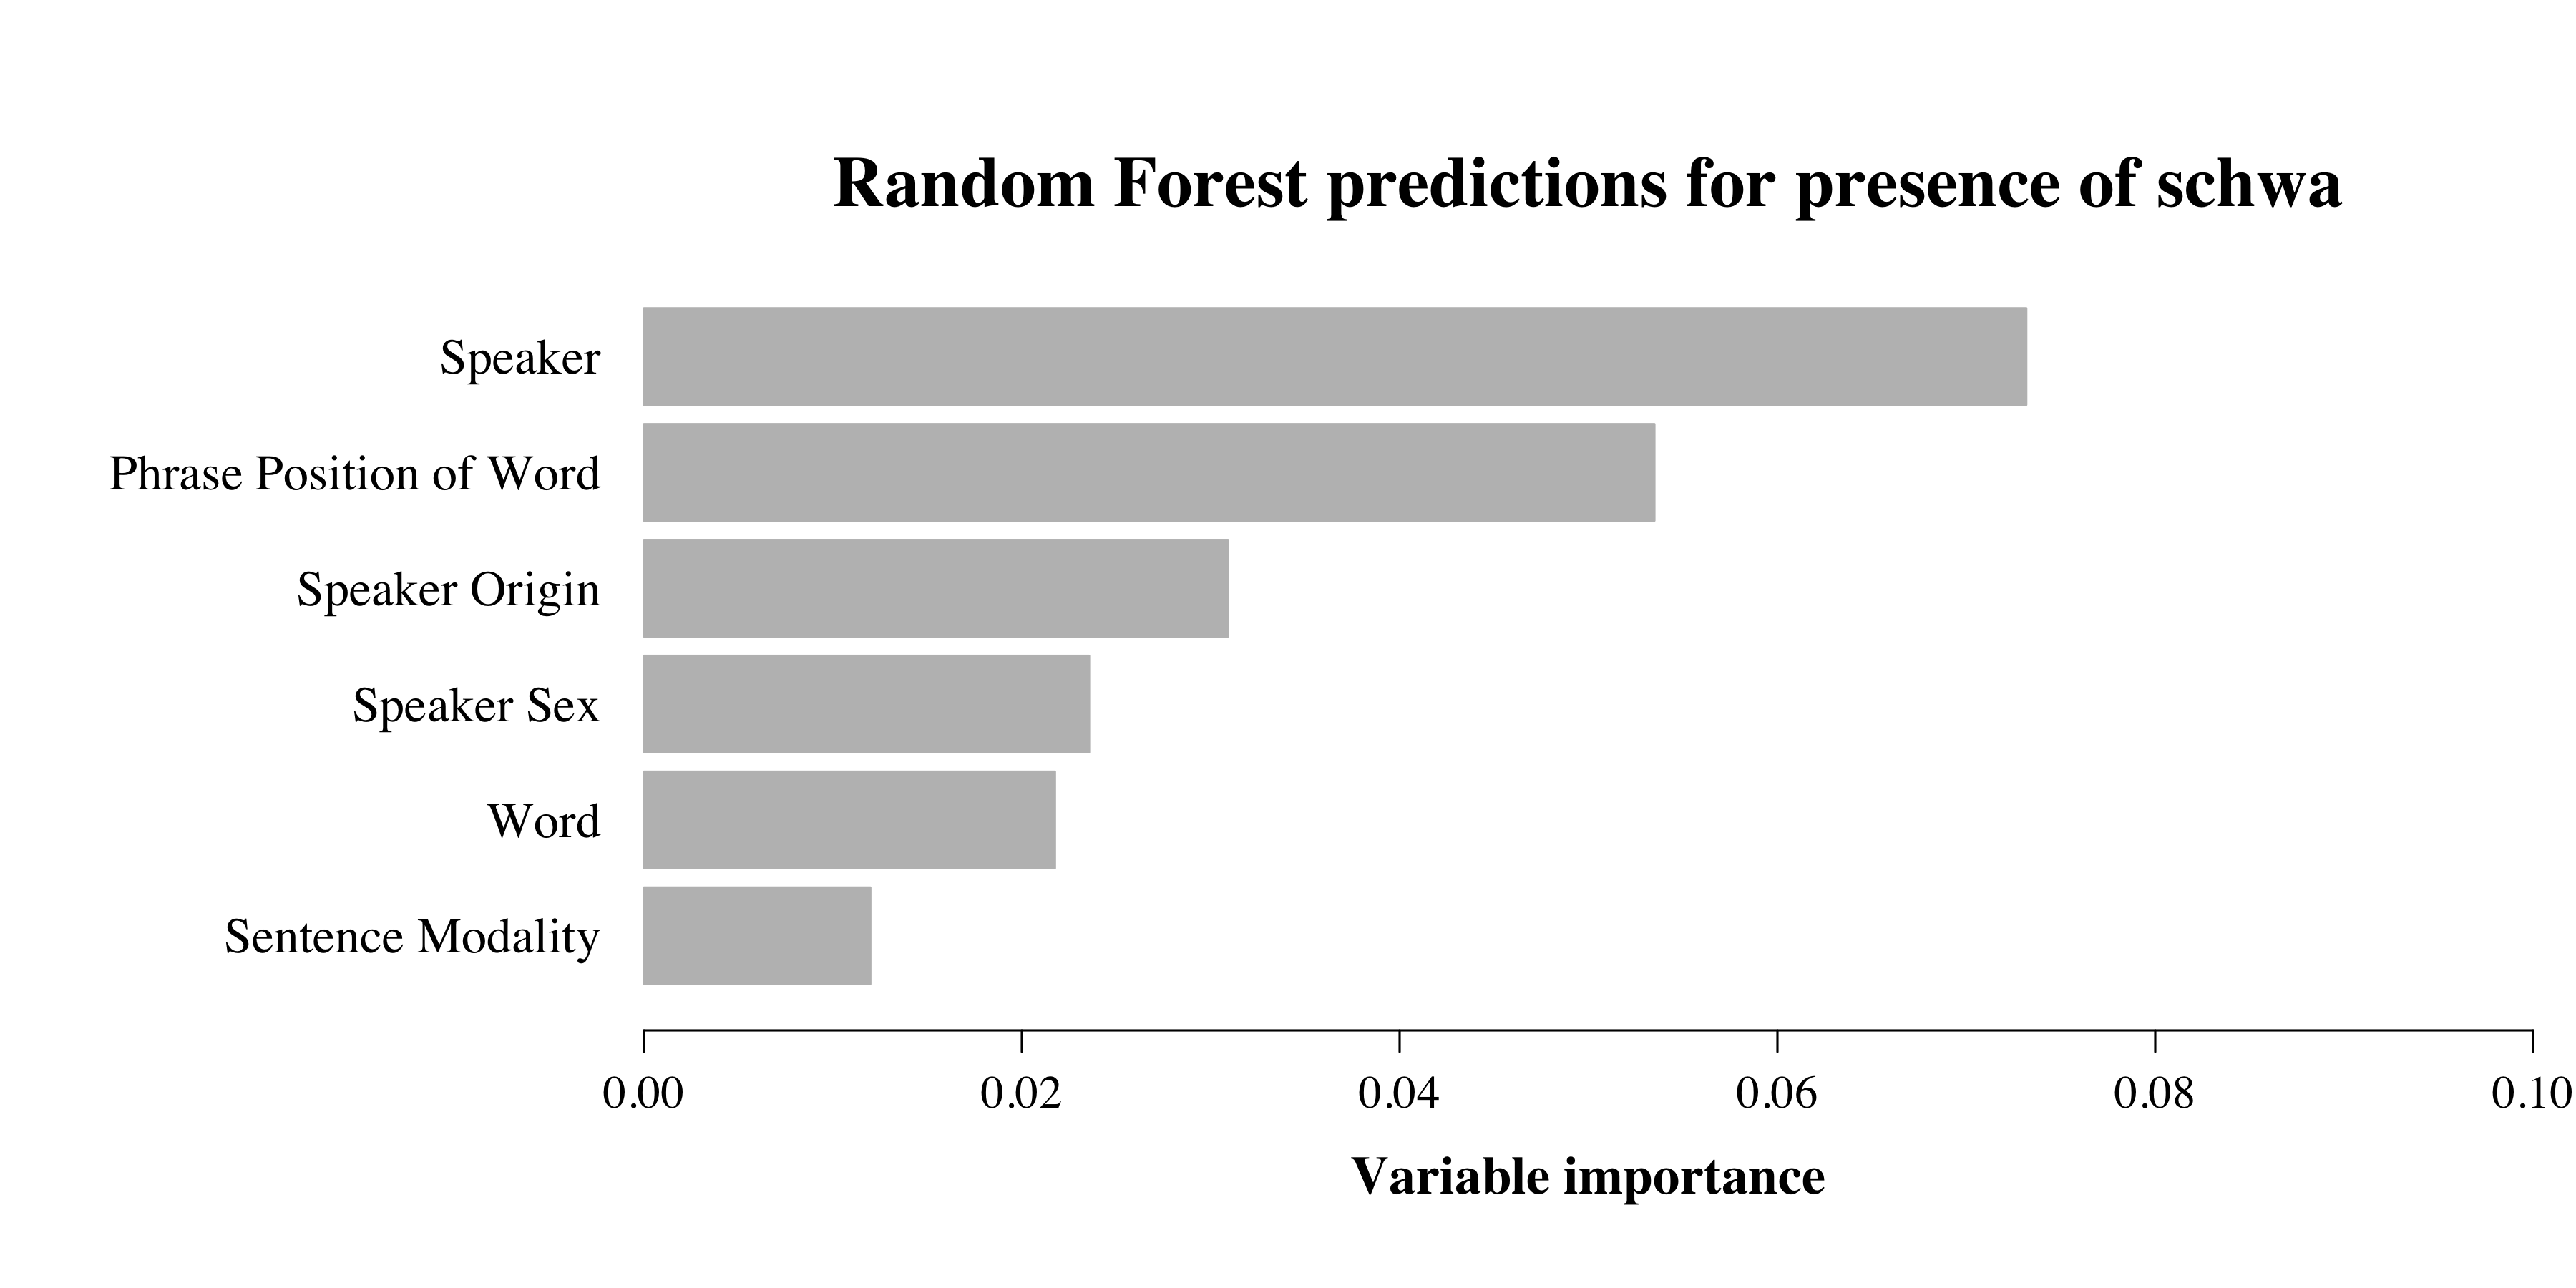 Random Forest predictions for presence of schwa
Speaker
Phrase Position of Word
Speaker Origin
Speaker Sex
Word
Sentence Modality
0.00 0.02 0.04 0.06 0.08 0.10
Variable importance